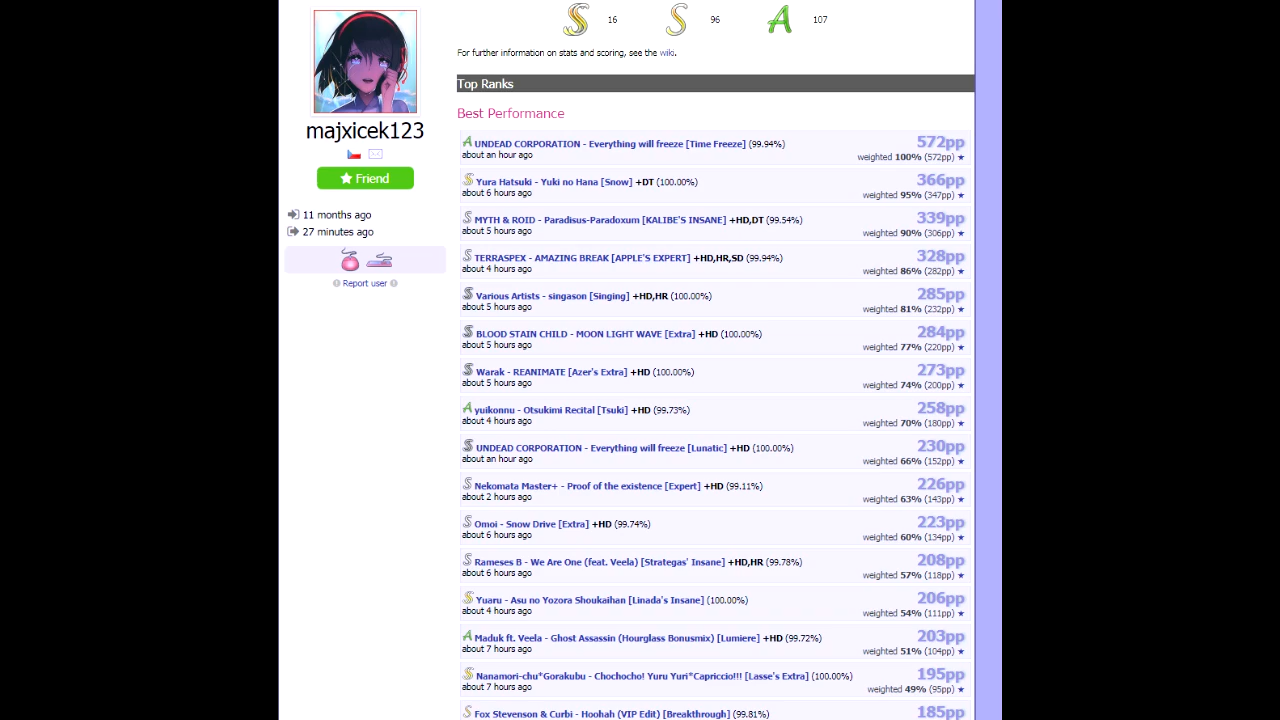 S 16 S 96 A 107
For further information on stats and scoring, see the wiki.
majxicek123
Friend
11 months ago
27 minutes ago
Report user
Top Ranks
Best Performance
A UNDEAD CORPORATION - Everything will freeze [Time Freeze] (99.94%) 572pp
about an hour ago weighted 100% (572pp)
S Yura Hatsuki - Yuki no Hana [Snow] +DT (100.00%) 366pp
about 6 hours ago weighted 95% (347pp)
S MYTH & ROID - Paradisus-Paradoxum [KALIBE'S INSANE] +HD,DT (99.54%) 339pp
about 5 hours ago weighted 90% (306pp)
S TERRASPEX - AMAZING BREAK [APPLE'S EXPERT] +HD,HR,SD (99.94%) 328pp
about 4 hours ago weighted 86% (282pp)
S Various Artists - singason [Singing] +HD,HR (100.00%) 285pp
about 5 hours ago weighted 81% (232pp)
S BLOOD STAIN CHILD - MOON LIGHT WAVE [Extra] +HD (100.00%) 284pp
about 5 hours ago weighted 77% (220pp)
S Warak - REANIMATE [Azer's Extra] +HD (100.00%) 273pp
about 5 hours ago weighted 74% (200pp)
A yuikonnu - Otsukimi Recital [Tsuki] +HD (99.73%) 258pp
about 4 hours ago weighted 70% (180pp)
S UNDEAD CORPORATION - Everything will freeze [Lunatic] +HD (100.00%) 230pp
about an hour ago weighted 66% (152pp)
S Nekomata Master+ - Proof of the existence [Expert] +HD (99.11%) 226pp
about 2 hours ago weighted 63% (143pp)
S Omoi - Snow Drive [Extra] +HD (99.74%) 223pp
about 6 hours ago weighted 60% (134pp)
S Rameses B - We Are One (feat. Veela) [Strategas' Insane] +HD,HR (99.78%) 208pp
about 6 hours ago weighted 57% (118pp)
S Yuaru - Asu no Yozora Shoukaihan [Linada's Insane] (100.00%) 206pp
about 4 hours ago weighted 54% (111pp)
A Maduk ft. Veela - Ghost Assassin (Hourglass Bonusmix) [Lumiere] +HD (99.72%) 203pp
about 7 hours ago weighted 51% (104pp)
S Nanamori-chu*Gorakubu - Chochocho! Yuru Yuri*Capriccio!!! [Lasse's Extra] (100.00%) 195pp
about 7 hours ago weighted 49% (95pp)
S Fox Stevenson & Curbi - Hoohah (VIP Edit) [Breakthrough] (99.81%) 185pp